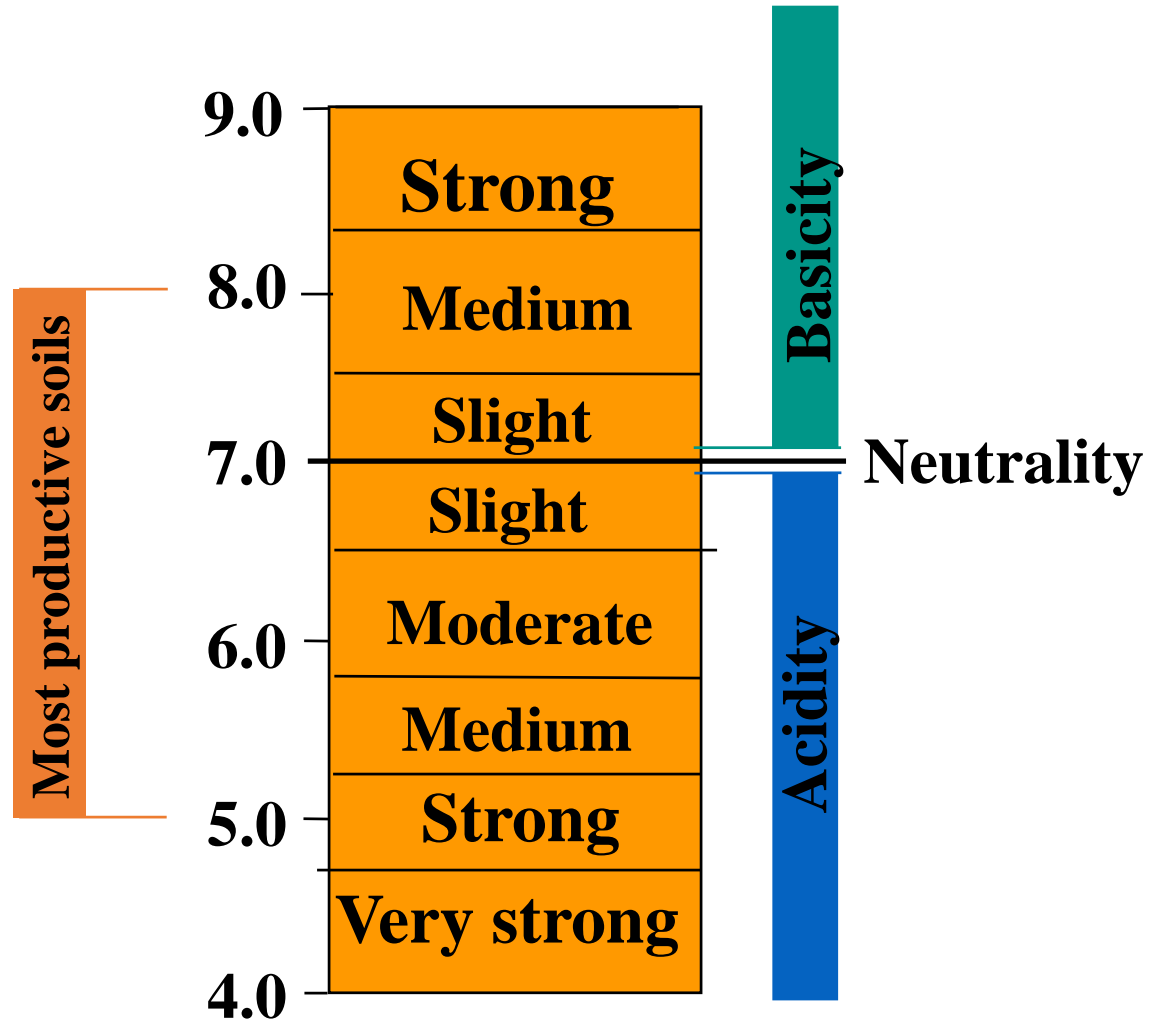 9.0
Strong
8.0
Medium
Slight
7.0
Neutrality
Slight
Moderate
6.0
Medium
5.0
Strong
Very strong
4.0
Most productive soils
Basicity
Acidity